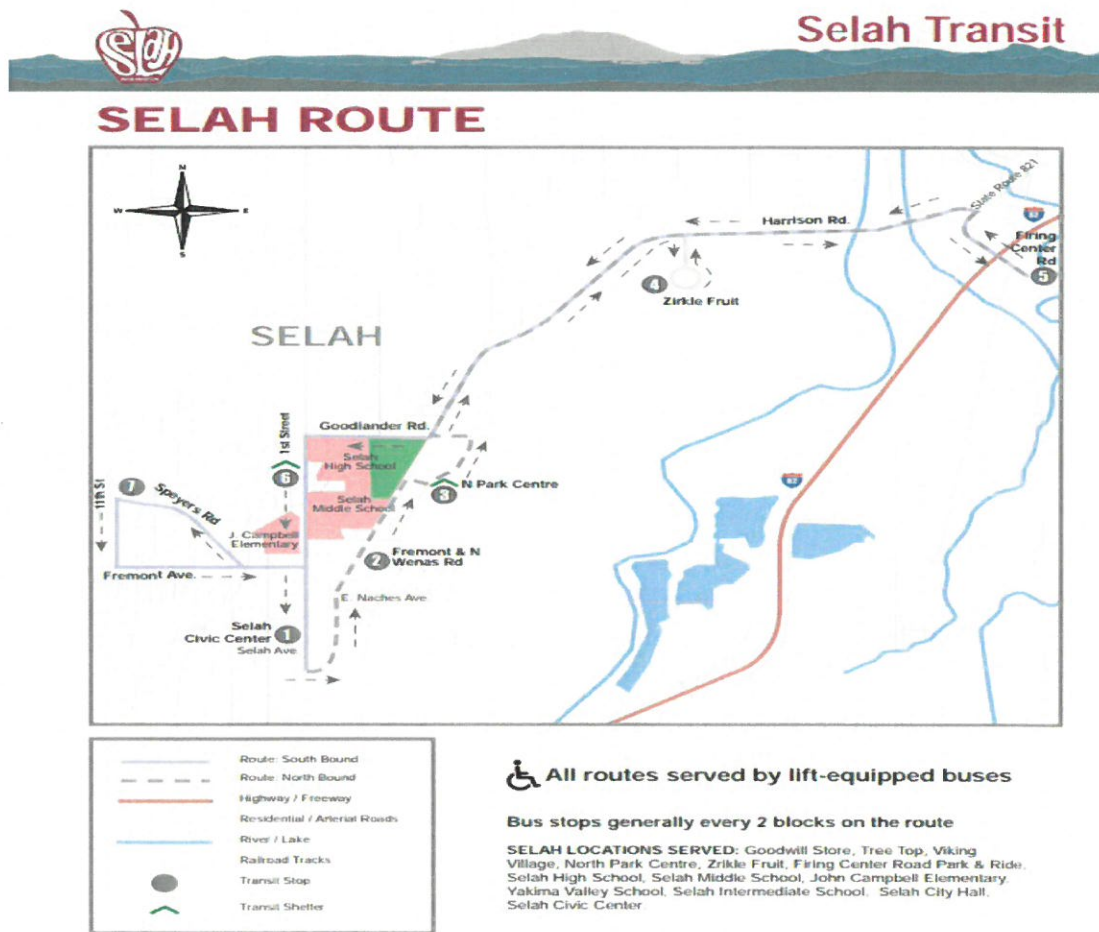 Selah
Selah Transit
SELAH ROUTE
N
W
E
S
State Route 821
Harrison Rd.
82
Firing
Center
Rd
5
4
Zirkle Fruit
SELAH
1st Street
Goodlander Rd.
Selah
High School
6
7
Speyers Rd
11th St
3
N Park Centre
82
Selah
Middle School
J. Campbell
Elementary
2
Fremont & N
Wenas Rd
Fremont Ave.
E. Naches Ave.
Selah
Civic Center
1
Selah Ave.
Route: South Bound
Route: North Bound
Highway / Freeway
Residential / Arterial Roads
River / Lake
Railroad Tracks
Transit Stop
Transit Shelter
All routes served by lift-equipped buses
Bus stops generally every 2 blocks on the route
SELAH LOCATIONS SERVED: Goodwill Store, Tree Top, Viking
Village, North Park Centre, Zrikle Fruit, Firing Center Road Park & Ride.
Selah High School, Selah Middle School, John Campbell Elementary.
Yakima Valley School, Selah Intermediate School. Selah City Hall.
Selah Civic Center.